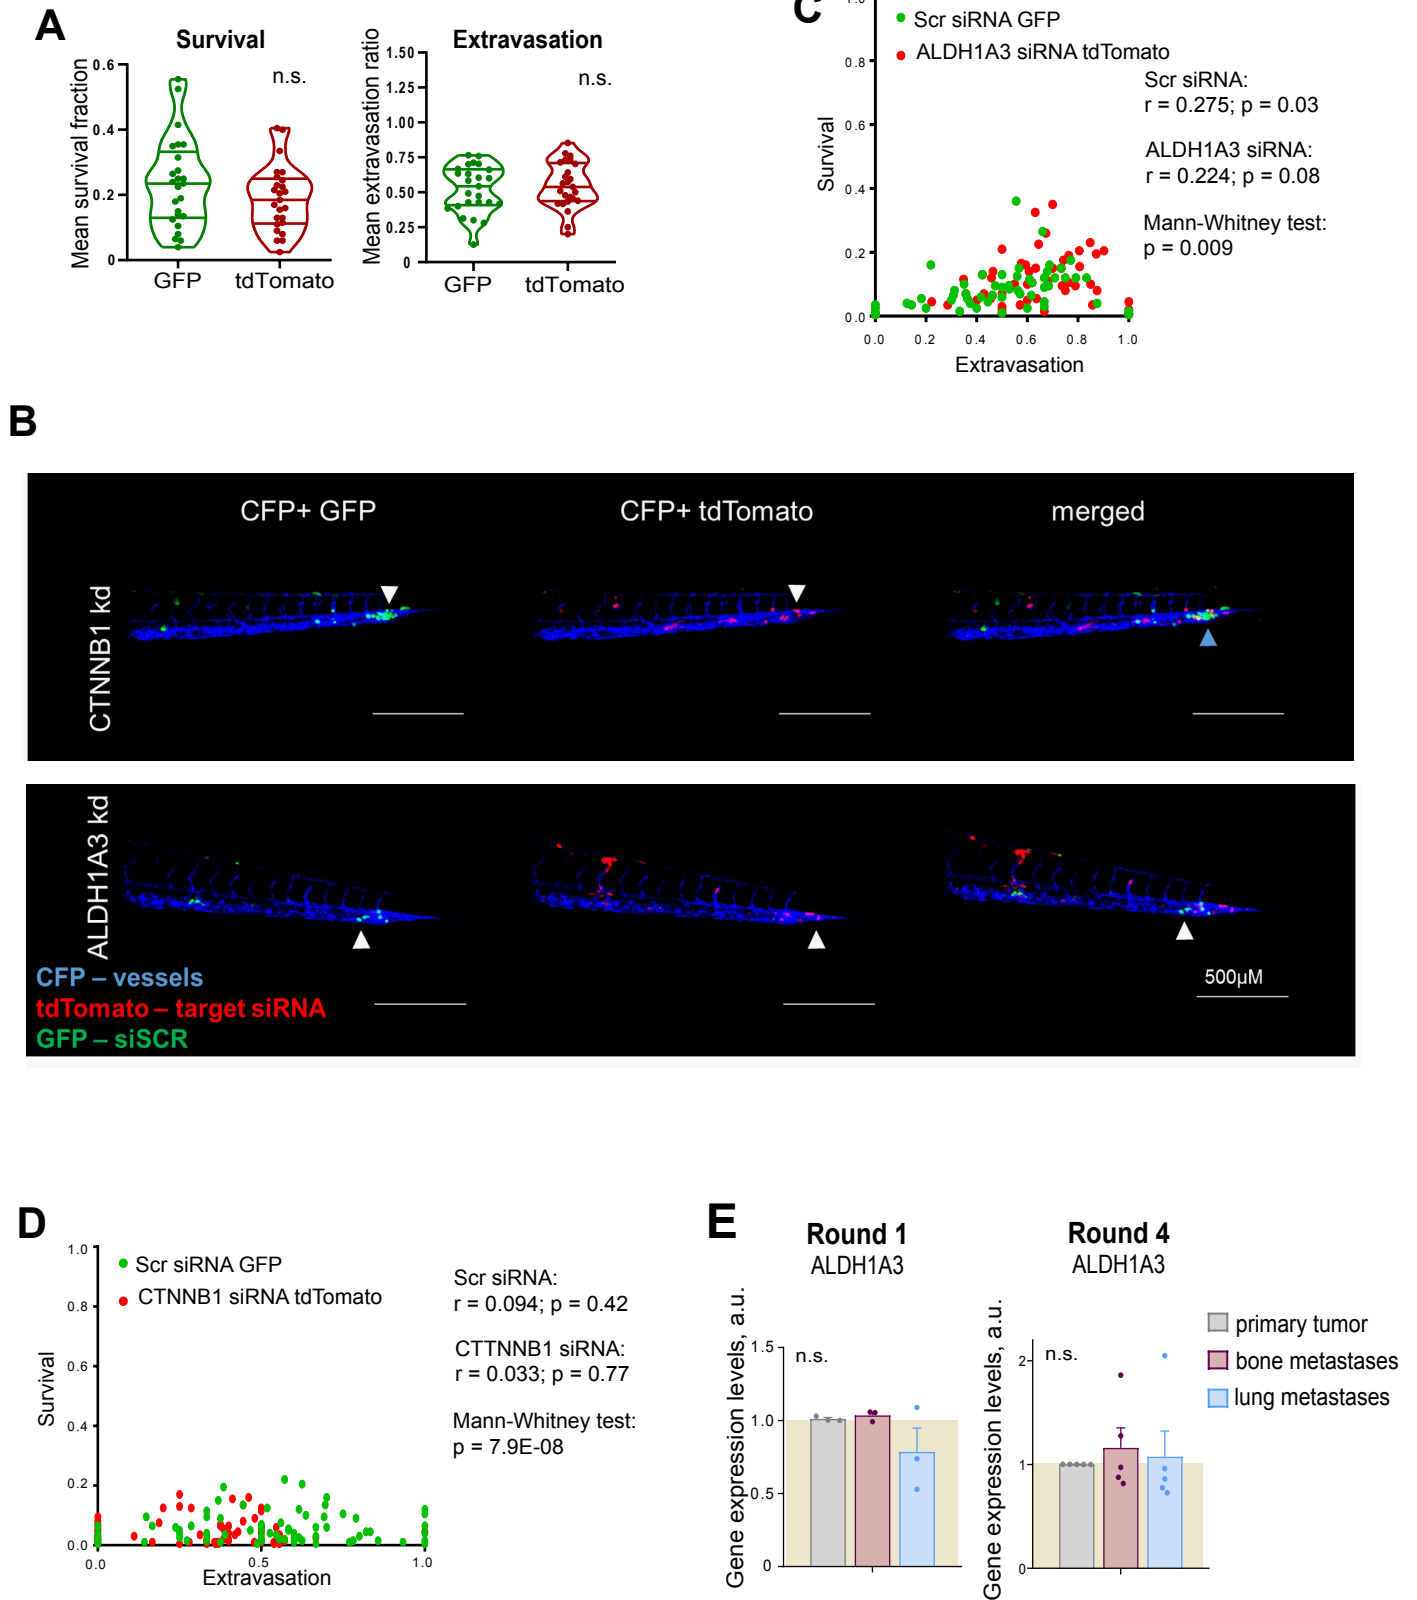 A
Survival
Mean survival fraction
0.6
0.4
0.2
0
n.s.
GFP
tdTomato
Extravasation
Mean extravasation ratio
1.50
1.25
1.00
0.75
0.50
0.25
0
n.s.
GFP
tdTomato
C
Scr siRNA GFP
ALDH1A3 siRNA tdTomato
Survival
0.8
0.6
0.4
0.2
0.0
0.0 0.2 0.4 0.6 0.8 1.0
Extravasation
Scr siRNA:
r = 0.275; p = 0.03
ALDH1A3 siRNA:
r = 0.224; p = 0.08
Mann-Whitney test:
p = 0.009
B
CFP+ GFP
CFP+ tdTomato
merged
CTNNB1 kd
ALDH1A3 kd
CFP – vessels
tdTomato – target siRNA
GFP – siSCR
500µM
D
Scr siRNA GFP
CTNNB1 siRNA tdTomato
Survival
1.0
0.8
0.6
0.4
0.2
0.0
0.0 0.5 1.0
Extravasation
Scr siRNA:
r = 0.094; p = 0.42
CTTNNB1 siRNA:
r = 0.033; p = 0.77
Mann-Whitney test:
p = 7.9E-08
E
Round 1
ALDH1A3
Gene expression levels, a.u.
1.5
1.0
0.5
0
n.s.
Round 4
ALDH1A3
Gene expression levels, a.u.
2
1
0
n.s.
primary tumor
bone metastases
lung metastases